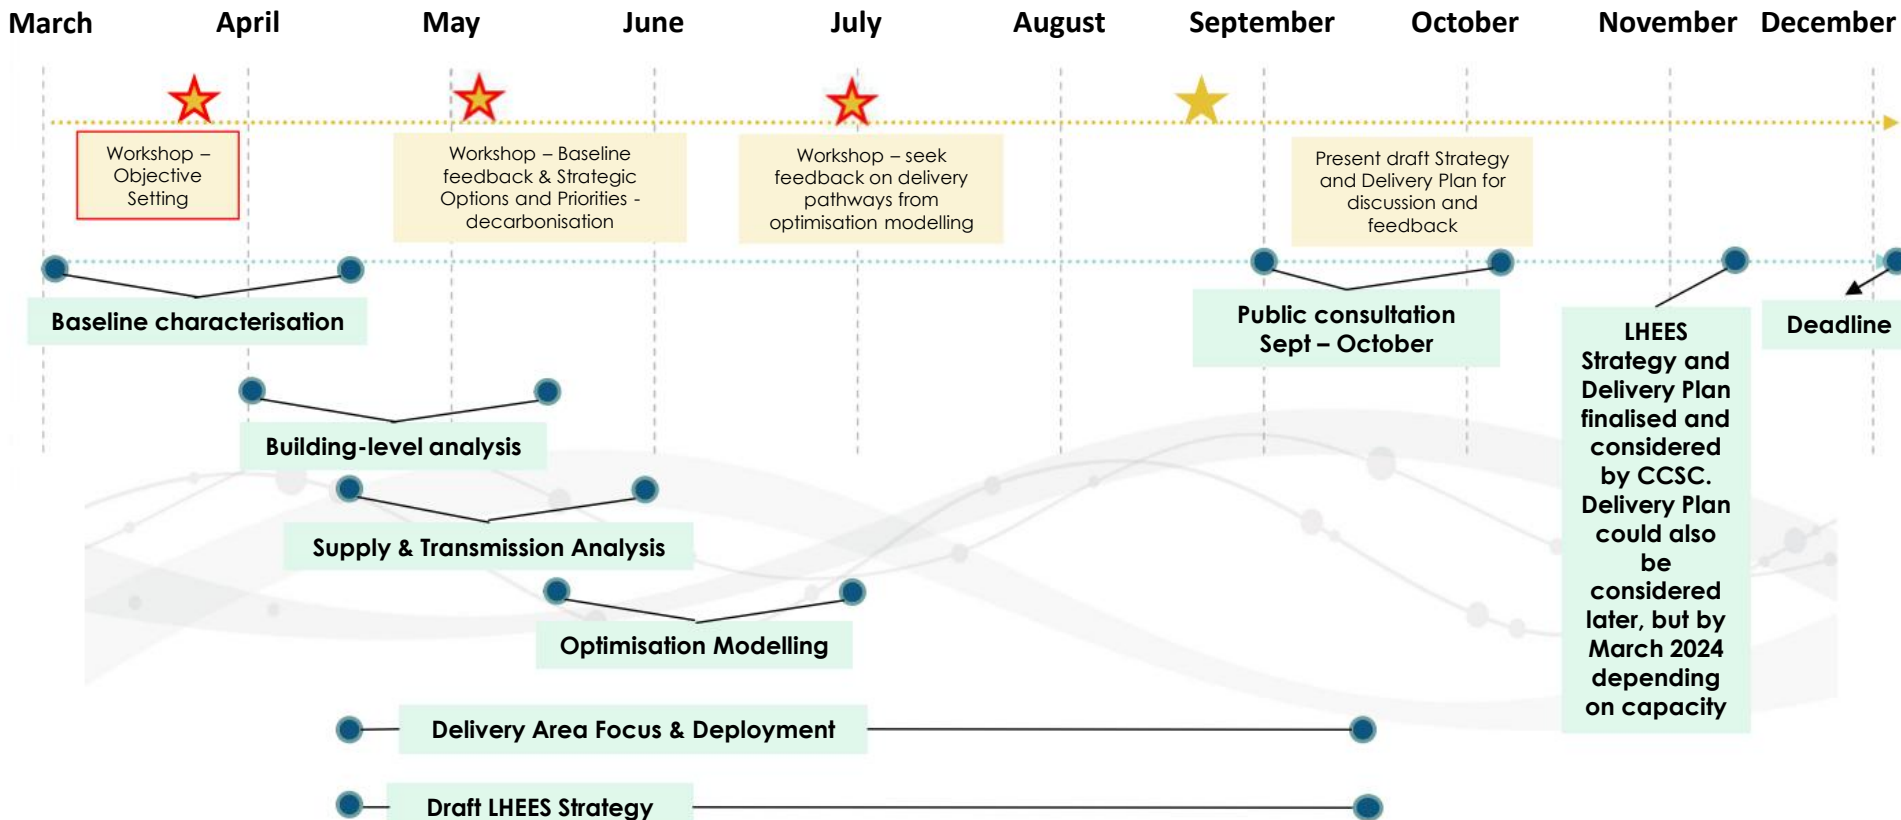 March April May June July August September October November December
Workshop –
Objective
Setting
Workshop – Baseline
feedback & Strategic
Options and Priorities -
decarbonisation
Workshop – seek
feedback on delivery
pathways from
optimisation modelling
Present draft Strategy
and Delivery Plan for
discussion and
feedback
Baseline characterisation
Public consultation
Sept – October
LHEES
Strategy and
Delivery Plan
finalised and
considered
by CCSC.
Delivery Plan
could also
be
considered
later, but by
March 2024
depending
on capacity
Deadline
Building-level analysis
Supply & Transmission Analysis
Optimisation Modelling
Delivery Area Focus & Deployment
Draft LHEES Strategy